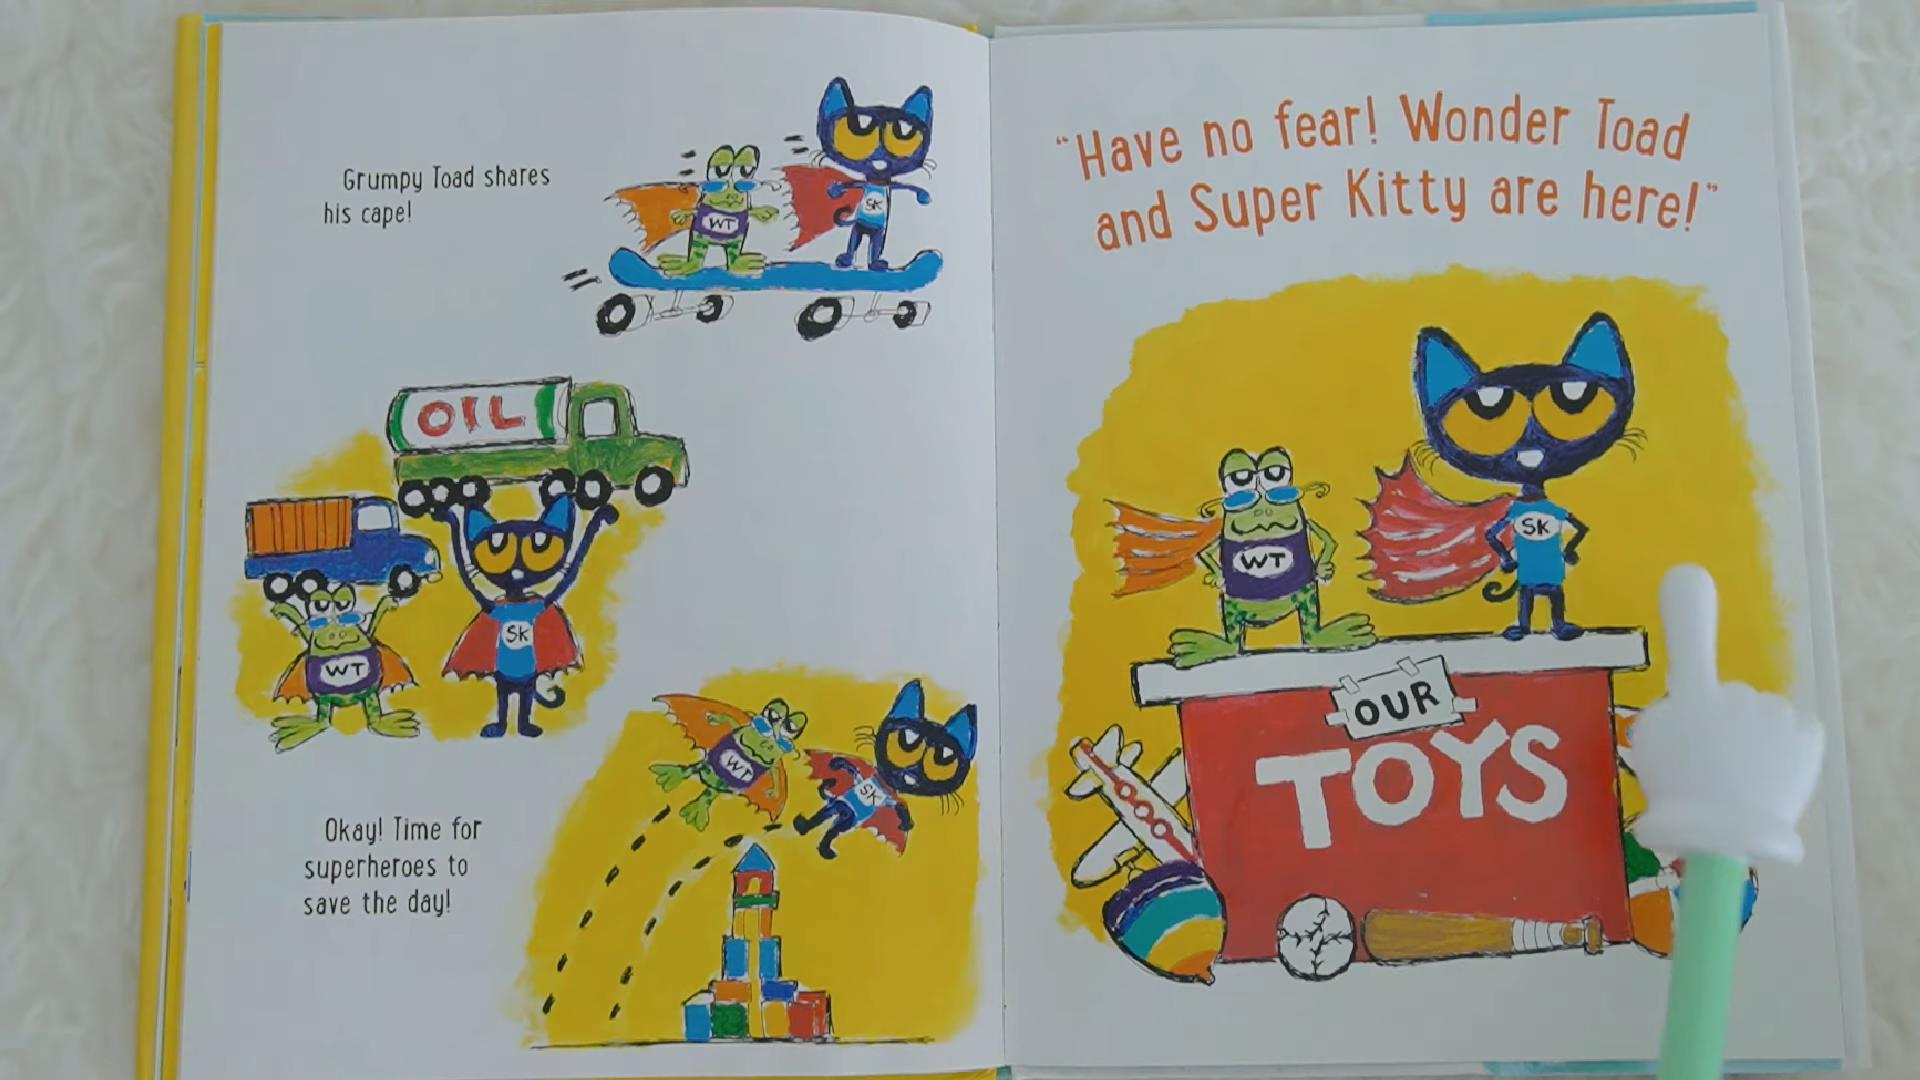 Grumpy Toad shares
his cape!
WT
SK
OIL
WT
SK
WT
SK
Okay! Time for
superheroes to
save the day!
“Have no fear! Wonder Toad
and Super Kitty are here!”
WT
SK
OUR
TOYS